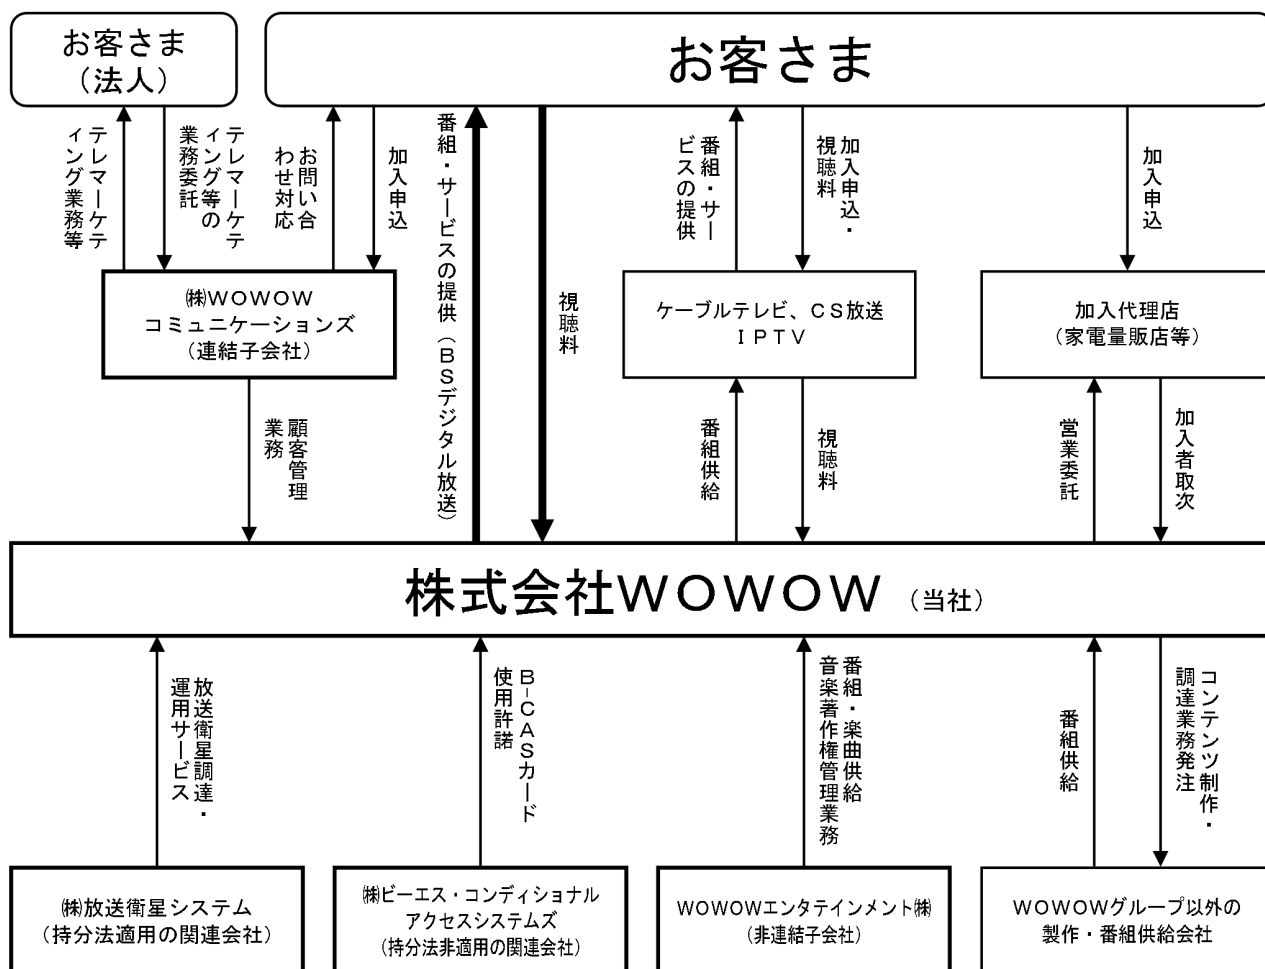 お客さま
（法人）
お客さま
テレマーケテ
ィング業務等
テレマーケテ
ィング等の
業務委託
お問い合
わせ対応
加入申込
番組・サービスの提供（BSデジタル放送）
視聴料
番組・サー
ビスの提供
加入申込・
視聴料
加入申込
㈱WOWOW
コミュニケーションズ
（連結子会社）
ケーブルテレビ、CS放送
IPTV
加入代理店
（家電量販店等）
顧客管理
業務
番組供給
視聴料
営業委託
加入者取次
株式会社WOWOW（当社）
放送衛星調達・
運用サービス
B-CASカード
使用許諾
番組・楽曲供給
音楽著作権管理業務
番組供給
コンテンツ制作・
調達業務発注
㈱放送衛星システム
（持分法適用の関連会社）
㈱ビーエス・コンディショナル
アクセスシステムズ
（持分法非適用の関連会社）
WOWOWエンタテインメント㈱
（非連結子会社）
WOWOWグループ以外の
製作・番組供給会社